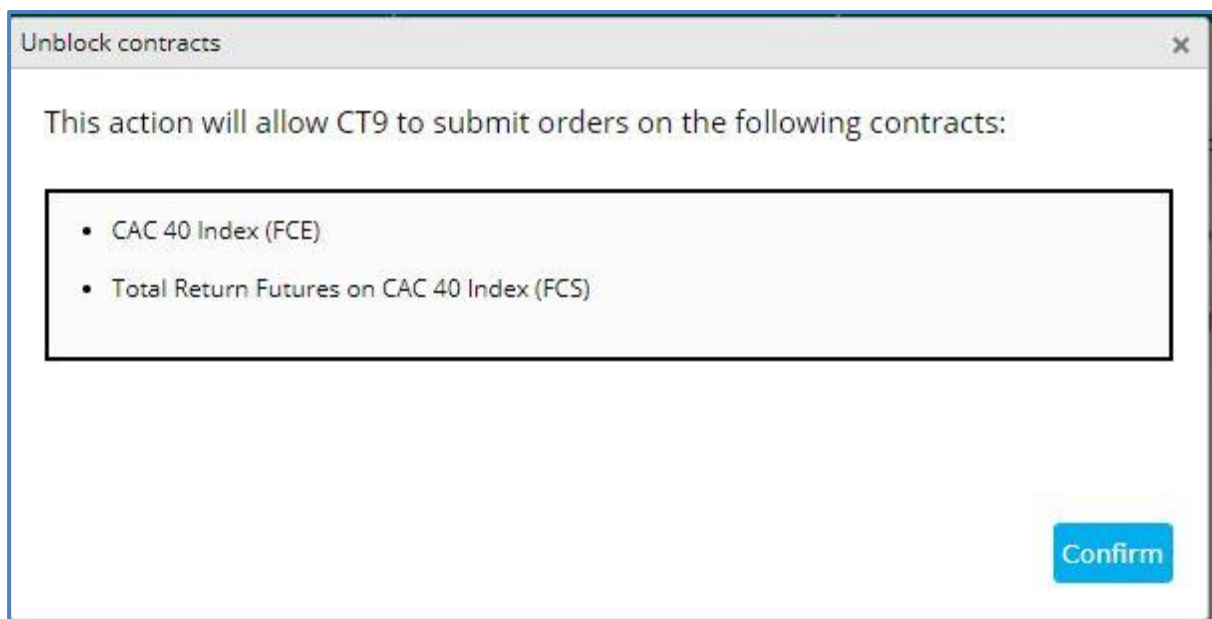 Unblock contracts
This action will allow CT9 to submit orders on the following contracts:
• CAC 40 Index (FCE)
• Total Return Futures on CAC 40 Index (FCS)
Confirm